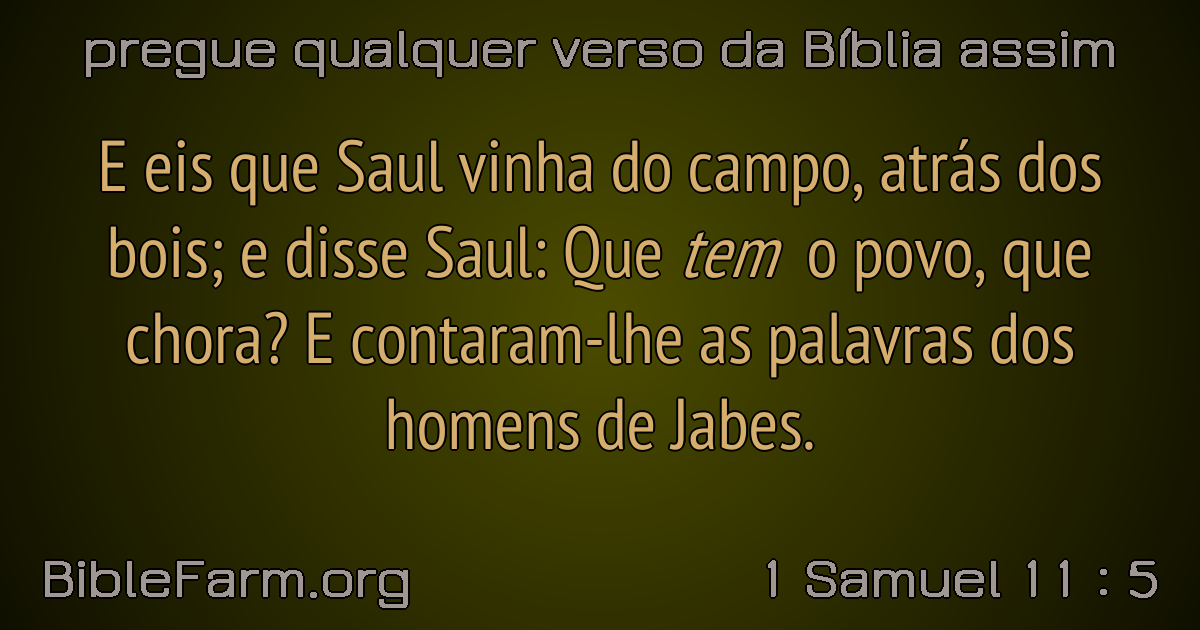 pregue qualquer verso da Bíblia assim
E eis que Saul vinha do campo, atrás dos
bois; e disse Saul: Que tem o povo, que
chora? E contaram-lhe as palavras dos
homens de Jabes.
BibleFarm.org
1 Samuel 11 : 5